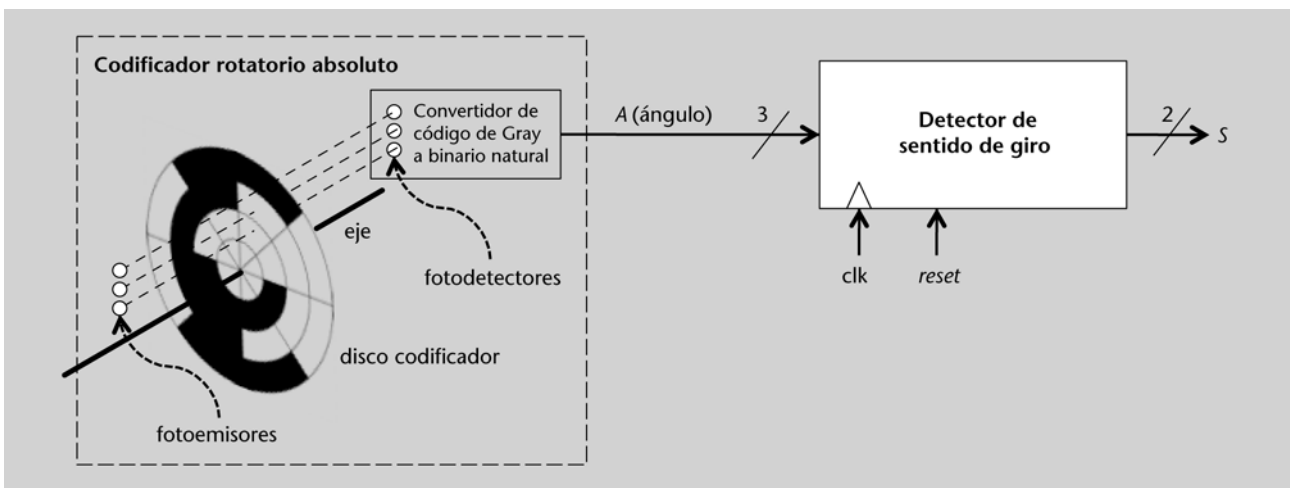 Codificador rotatorio absoluto
Convertidor de
código de Gray
a binario natural
A (ángulo)
3
Detector de
sentido de giro
2
S
eje
fotodetectores
clk
reset
disco codificador
fotoemisores